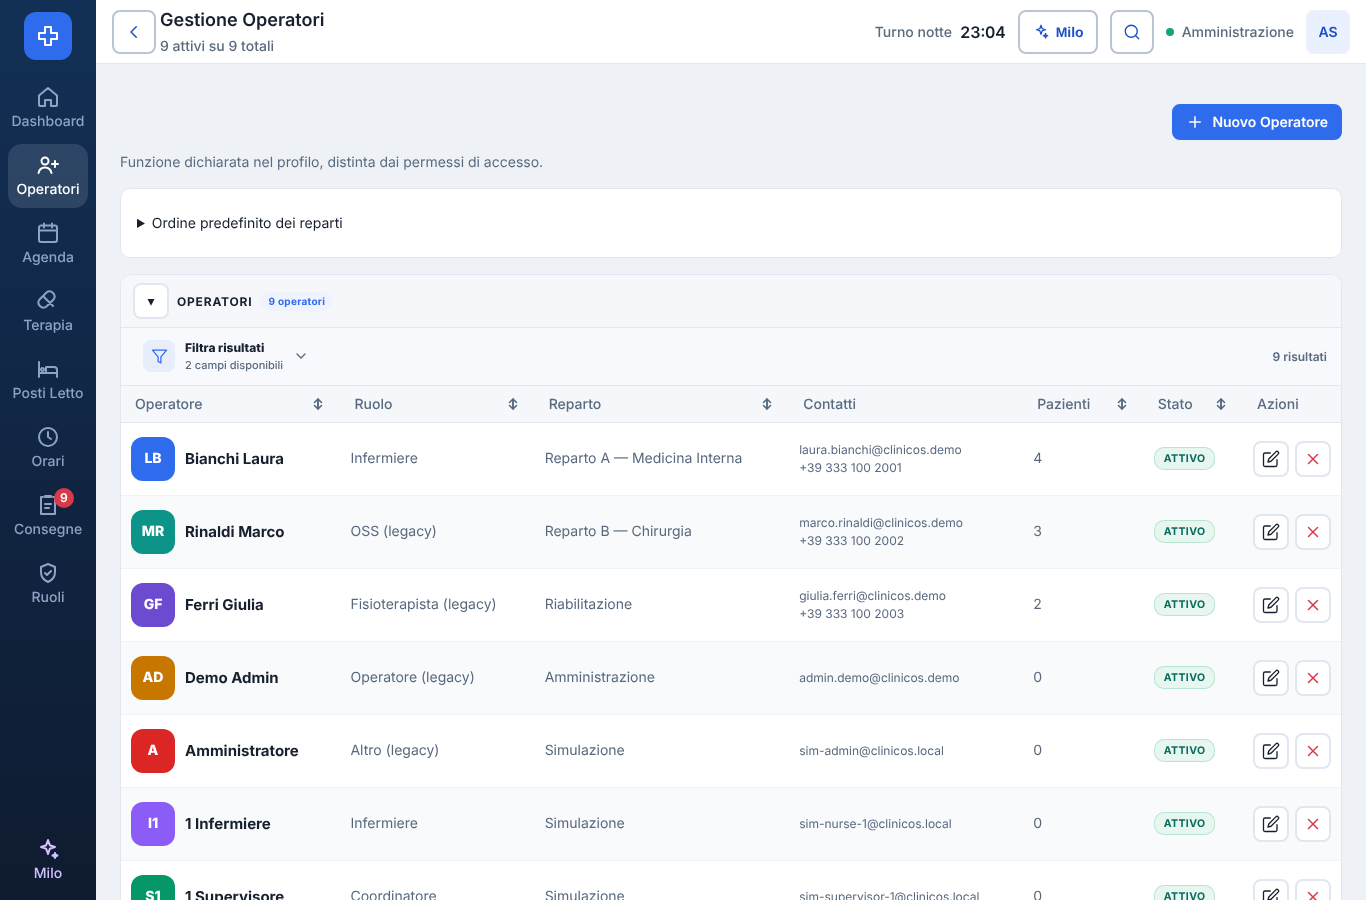 Gestione Operatori
9 attivi su 9 totali
Turno notte 23:04
Milo
Amministrazione
AS
Dashboard
Operatori
Agenda
Terapia
Posti Letto
Orari
9
Consegne
Ruoli
Milo
Nuovo Operatore
Funzione dichiarata nel profilo, distinta dai permessi di accesso.
Ordine predefinito dei reparti
OPERATORI 9 operatori
Filtra risultati
2 campi disponibili
9 risultati
Operatore Ruolo Reparto Contatti Pazienti Stato Azioni
LB Bianchi Laura Infermiere Reparto A — Medicina Interna laura.bianchi@clinicos.demo 4 ATTIVO
+39 333 100 2001
MR Rinaldi Marco OSS (legacy) Reparto B — Chirurgia marco.rinaldi@clinicos.demo 3 ATTIVO
+39 333 100 2002
GF Ferri Giulia Fisioterapista (legacy) Riabilitazione giulia.ferri@clinicos.demo 2 ATTIVO
+39 333 100 2003
AD Demo Admin Operatore (legacy) Amministrazione admin.demo@clinicos.demo 0 ATTIVO
A Amministratore Altro (legacy) Simulazione sim-admin@clinicos.local 0 ATTIVO
I1 1 Infermiere Infermiere Simulazione sim-nurse-1@clinicos.local 0 ATTIVO
S1 1 Supervisore Coordinatore Simulazione sim-supervisor-1@clinicos.local 0 ATTIVO